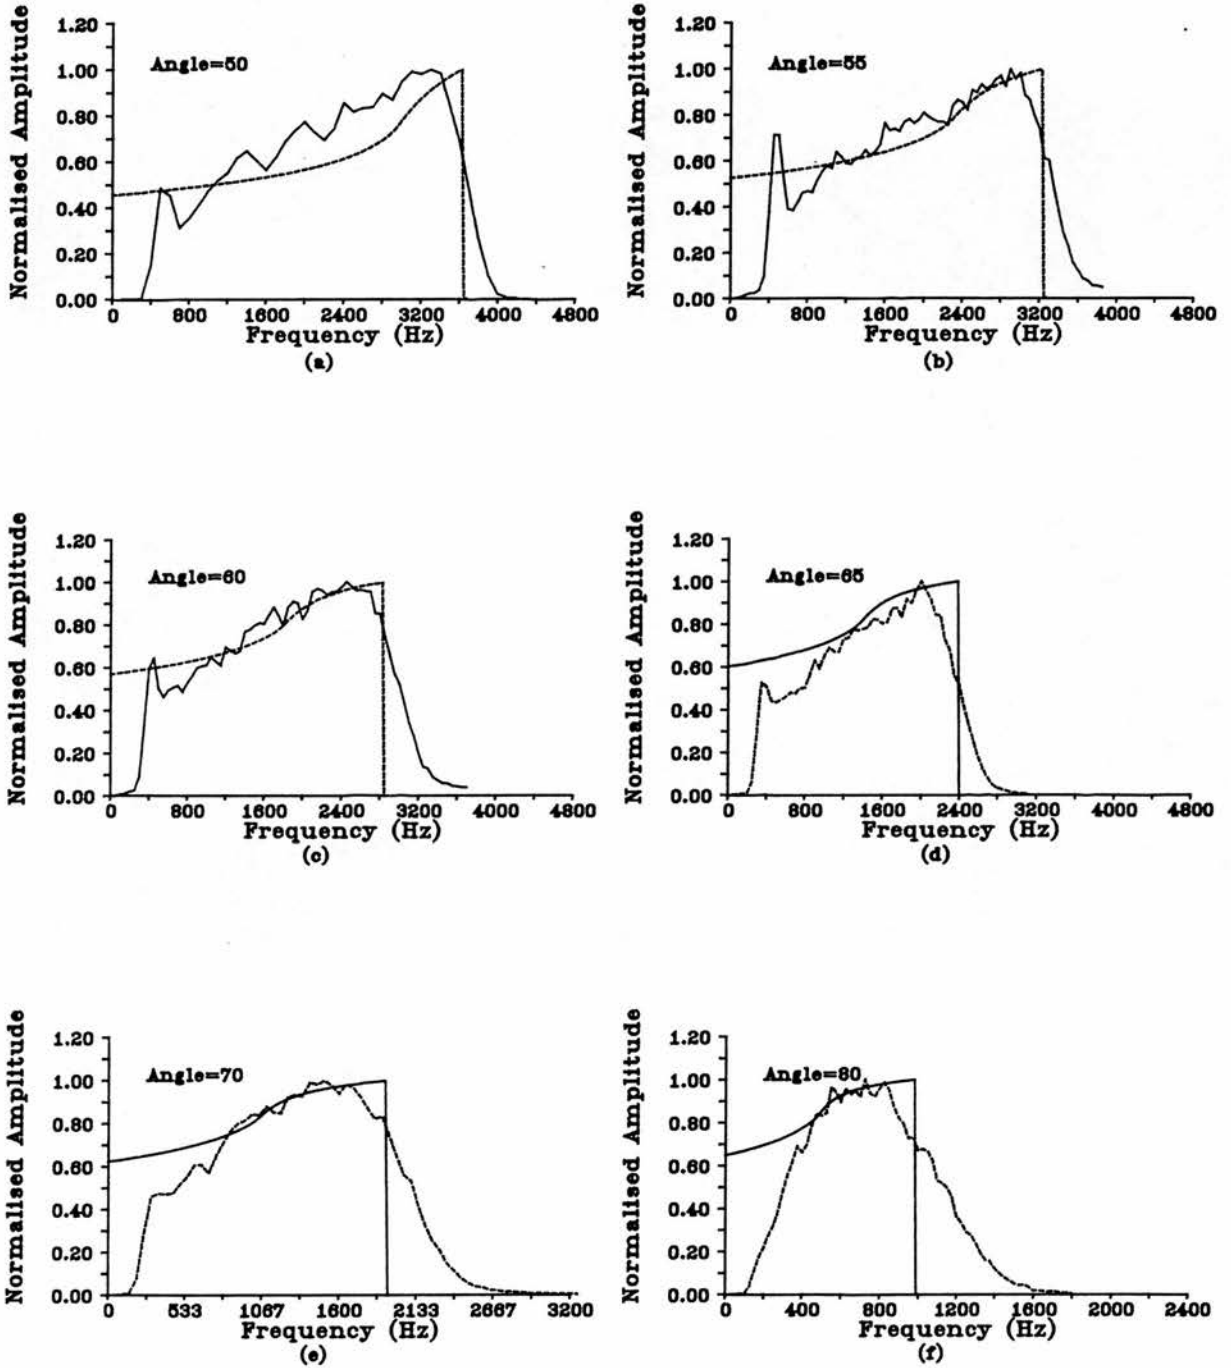 Normalised Amplitude
1.20
1.00
0.80
0.60
0.40
0.20
0.00
Angle=50
0 800 1600 2400 3200 4000 4800
Frequency (Hz)
(a)
Normalised Amplitude
1.20
1.00
0.80
0.60
0.40
0.20
0.00
Angle=55
0 800 1600 2400 3200 4000 4800
Frequency (Hz)
(b)
Normalised Amplitude
1.20
1.00
0.80
0.60
0.40
0.20
0.00
Angle=60
0 800 1600 2400 3200 4000 4800
Frequency (Hz)
(c)
Normalised Amplitude
1.20
1.00
0.80
0.60
0.40
0.20
0.00
Angle=65
0 800 1600 2400 3200 4000 4800
Frequency (Hz)
(d)
Normalised Amplitude
1.20
1.00
0.80
0.60
0.40
0.20
0.00
Angle=70
0 533 1067 1600 2133 2667 3200
Frequency (Hz)
(e)
Normalised Amplitude
1.20
1.00
0.80
0.60
0.40
0.20
0.00
Angle=80
0 400 800 1200 1600 2000 2400
Frequency (Hz)
(f)